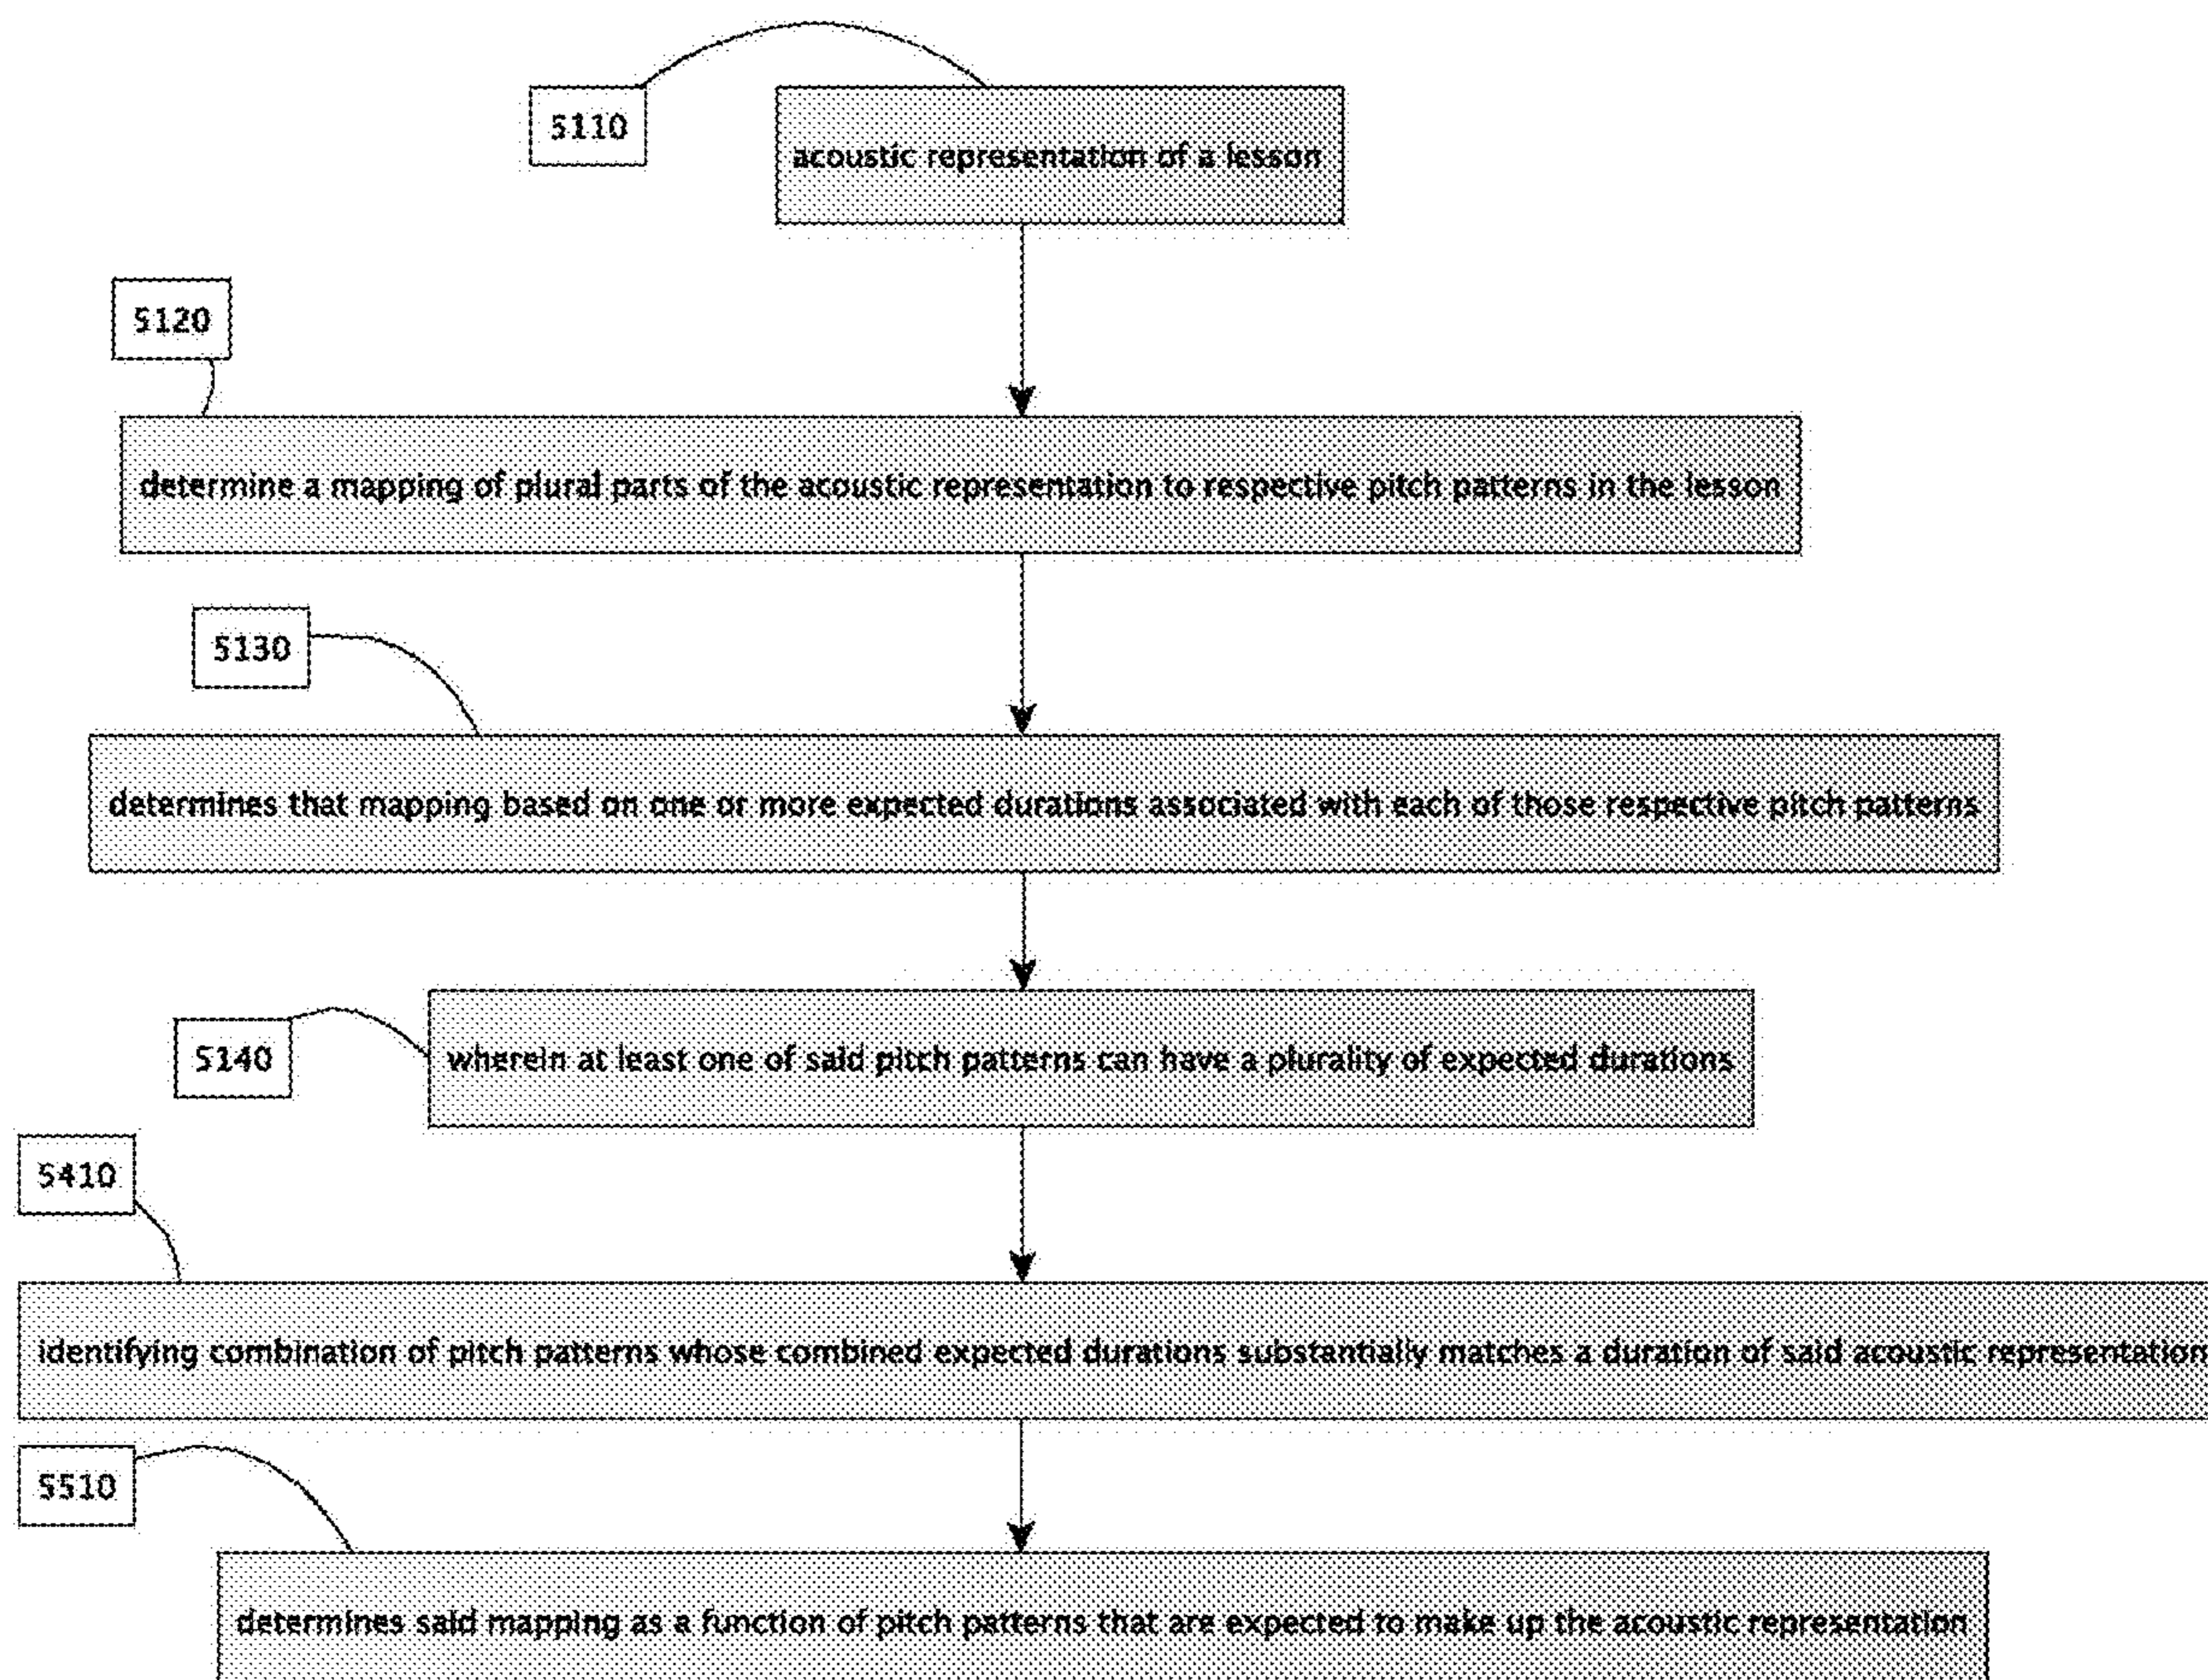 5110
acoustic representation of a lesson
5120
determine a mapping of plural parts of the acoustic representation to respective pitch patterns in the lesson
5130
determines that mapping based on one or more expected durations associated with each of those respective pitch patterns
5140
wherein at least one of said pitch patterns can have a plurality of expected durations
5410
identifying combination of pitch patterns whose combined expected durations substantially matches a duration of said acoustic representation
5510
determines said mapping as a function of pitch patterns that are expected to make up the acoustic representation